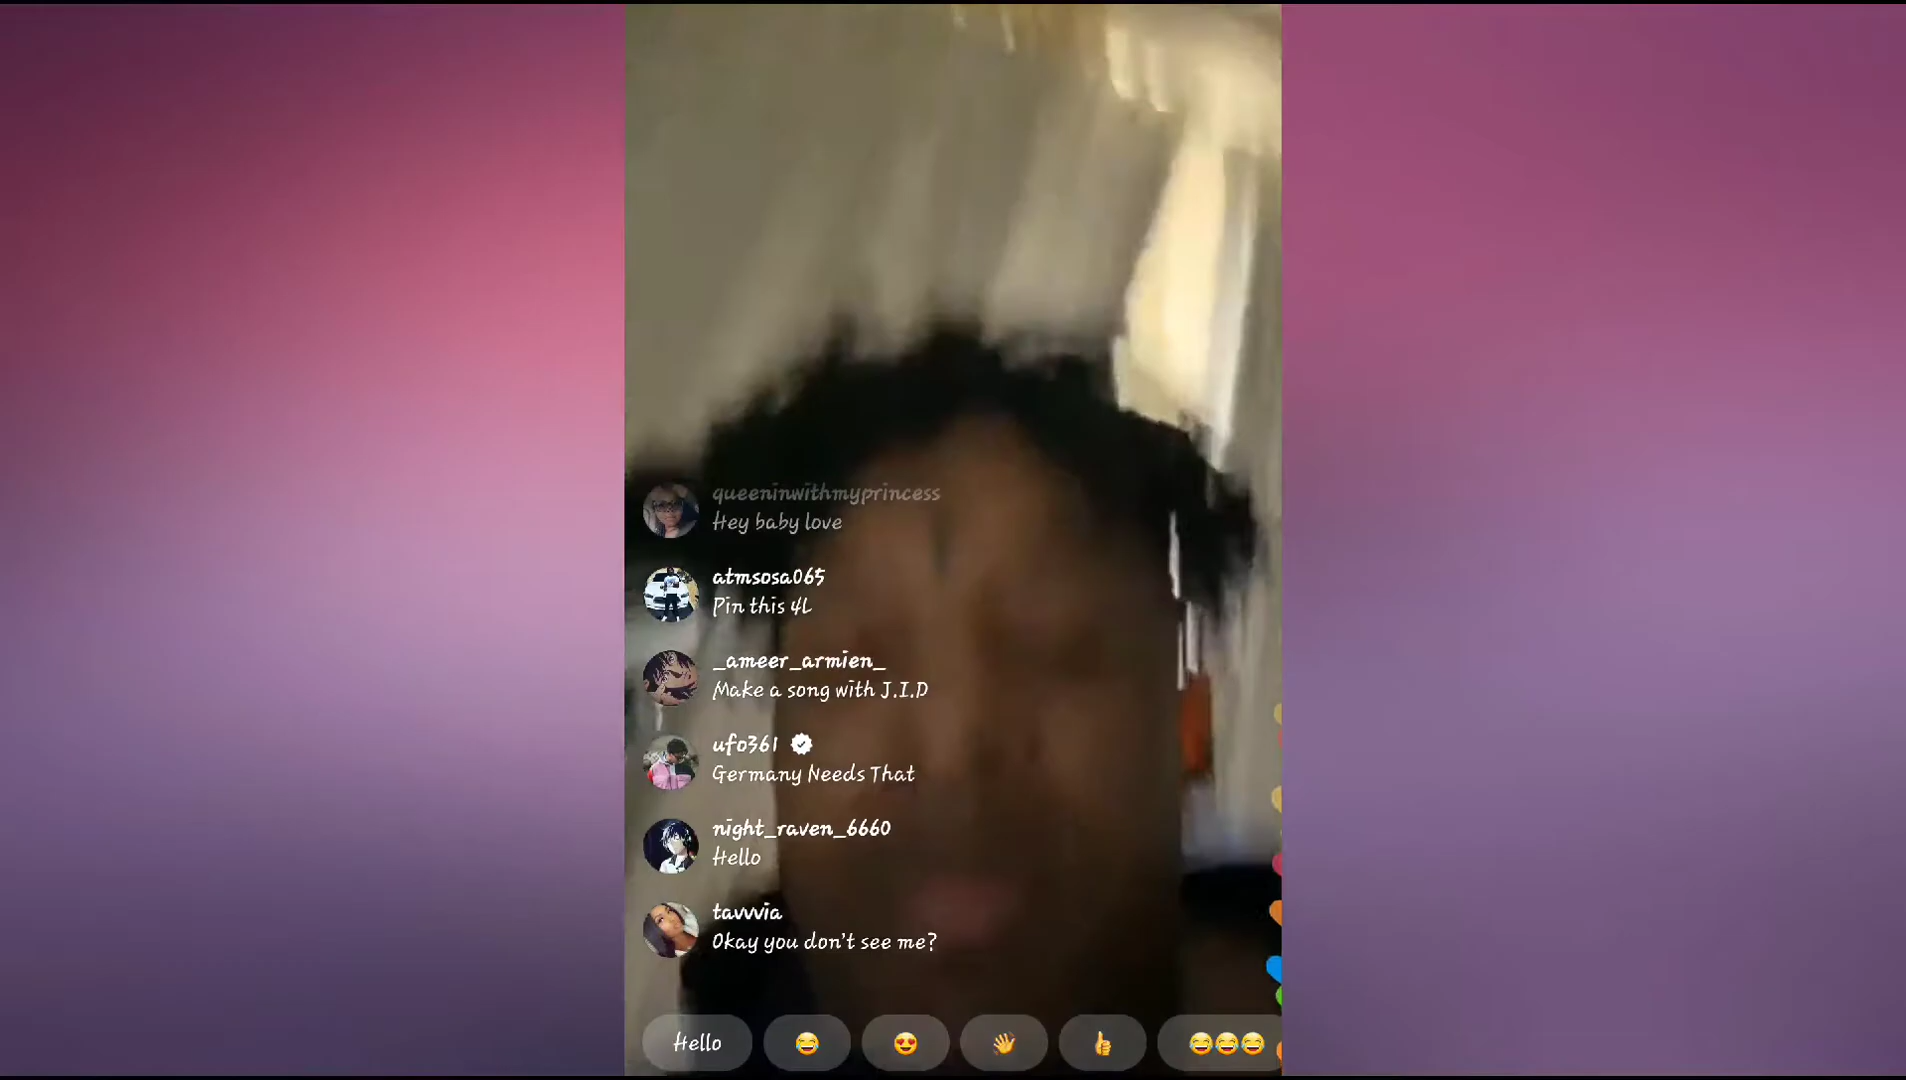 queeninwithmyprincess
Hey baby love
atmsosa065
Pin this 4L
_ameer_armien_
Make a song with J.I.D
ufo361
Germany Needs That
night_raven_6660
Hello
tavvvia
Okay you don't see me?
Hello